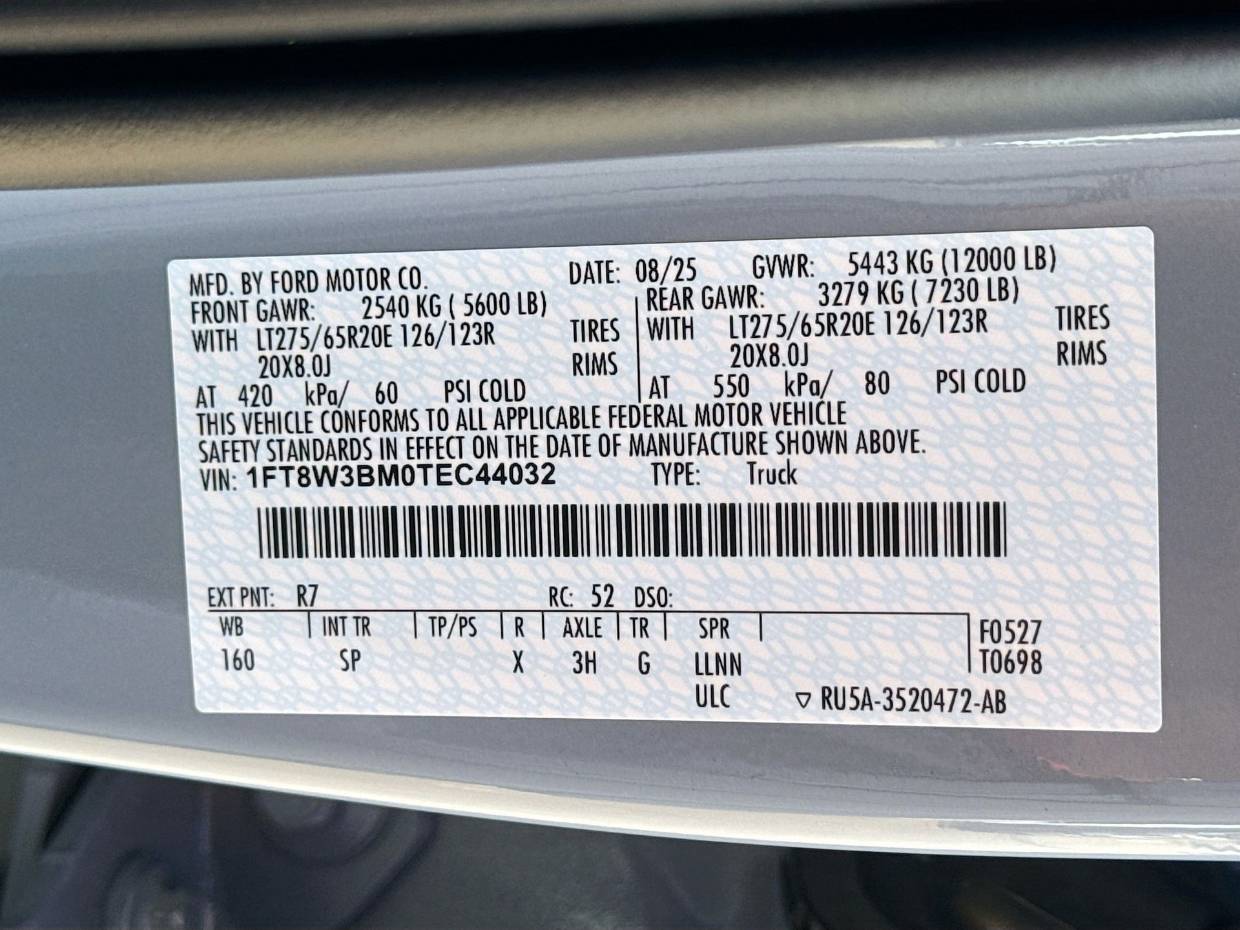 MFD. BY FORD MOTOR CO. DATE: 08/25 GVWR: 5443 KG (12000 LB)
FRONT GAWR: 2540 KG ( 5600 LB) REAR GAWR: 3279 KG ( 7230 LB)
WITH LT275/65R20E 126/123R TIRES WITH LT275/65R20E 126/123R TIRES
20X8.0J RIMS 20X8.0J RIMS
AT 420 kPa/ 60 PSI COLD AT 550 kPa/ 80 PSI COLD
THIS VEHICLE CONFORMS TO ALL APPLICABLE FEDERAL MOTOR VEHICLE
SAFETY STANDARDS IN EFFECT ON THE DATE OF MANUFACTURE SHOWN ABOVE.
VIN: 1FT8W3BM0TEC44032 TYPE: Truck
EXT PNT: R7 RC: 52 DSO:
WB INT TR TP/PS R AXLE TR SPR F0527
160 SP X 3H G LLNN T0698
ULC ▽ RU5A-3520472-AB